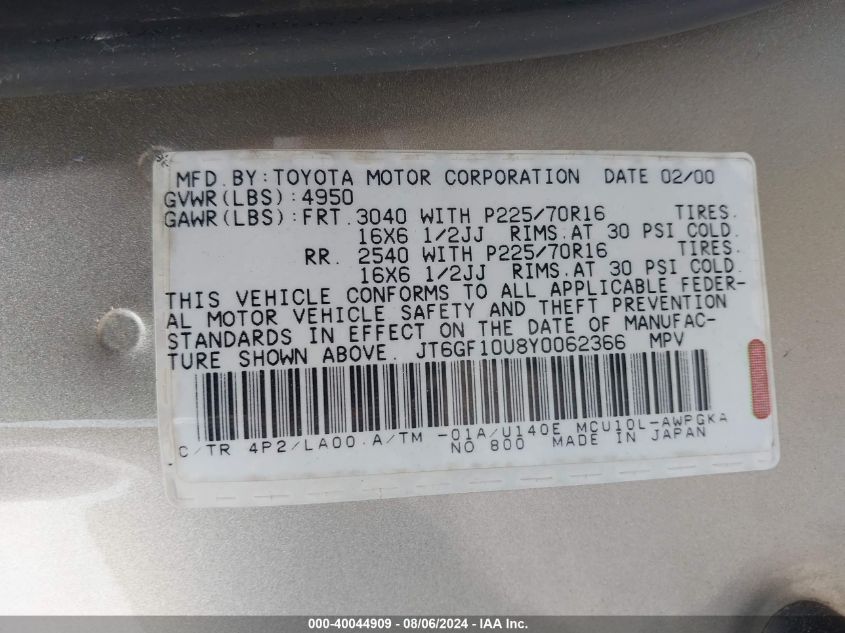 MFD. BY: TOYOTA MOTOR CORPORATION DATE 02/00
GVWR(LBS):4950
GAWR(LBS):FRT. 3040 WITH P225/70R16 TIRES.
16X6 1/2JJ RIMS.AT 30 PSI COLD.
RR. 2540 WITH P225/70R16 TIRES.
16X6 1/2JJ RIMS.AT 30 PSI COLD.
THIS VEHICLE CONFORMS TO ALL APPLICABLE FEDER-
AL MOTOR VEHICLE SAFETY AND THEFT PREVENTION
STANDARDS IN EFFECT ON THE DATE OF MANUFAC-
TURE SHOWN ABOVE. JT6GF10U8Y0062366 MPV
C/TR 4P2/LA00 A/TM -01A/U140E MCU10L-AWPGKA
NO 800 MADE IN JAPAN
000-40044909 - 08/06/2024 - IAA Inc.